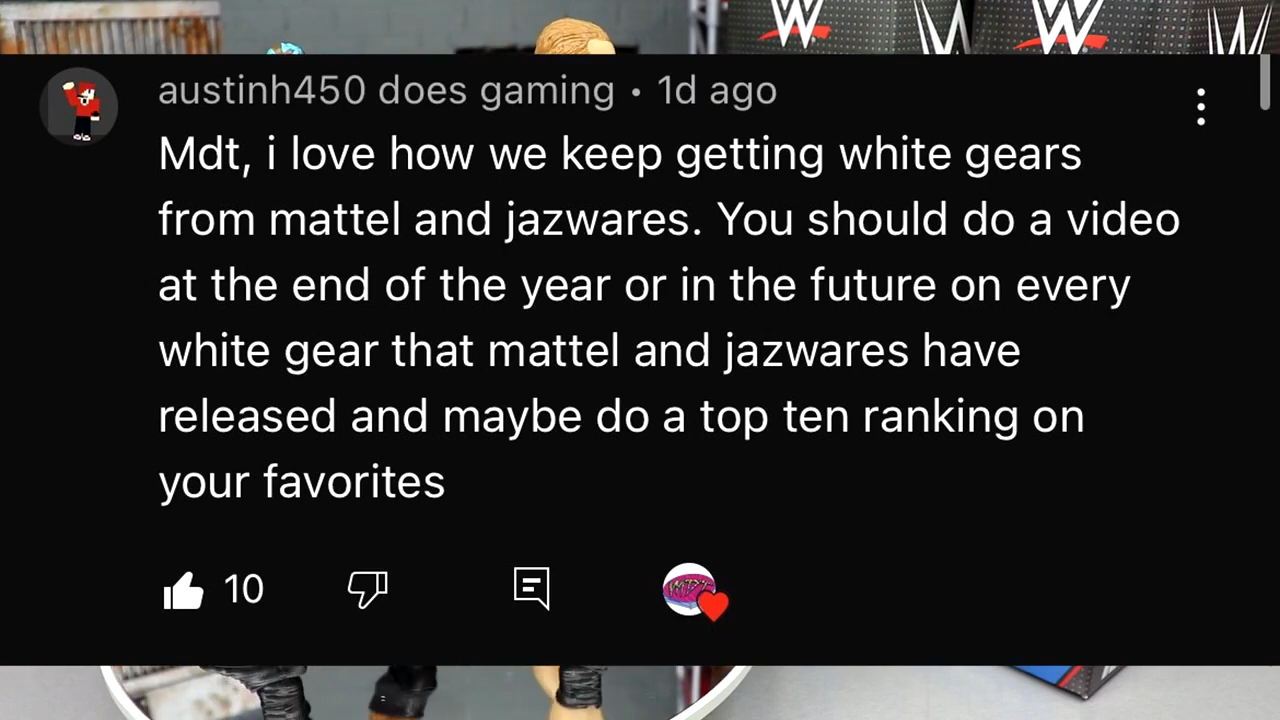 austinh450 does gaming • 1d ago
Mdt, i love how we keep getting white gears
from mattel and jazwares. You should do a video
at the end of the year or in the future on every
white gear that mattel and jazwares have
released and maybe do a top ten ranking on
your favorites
10